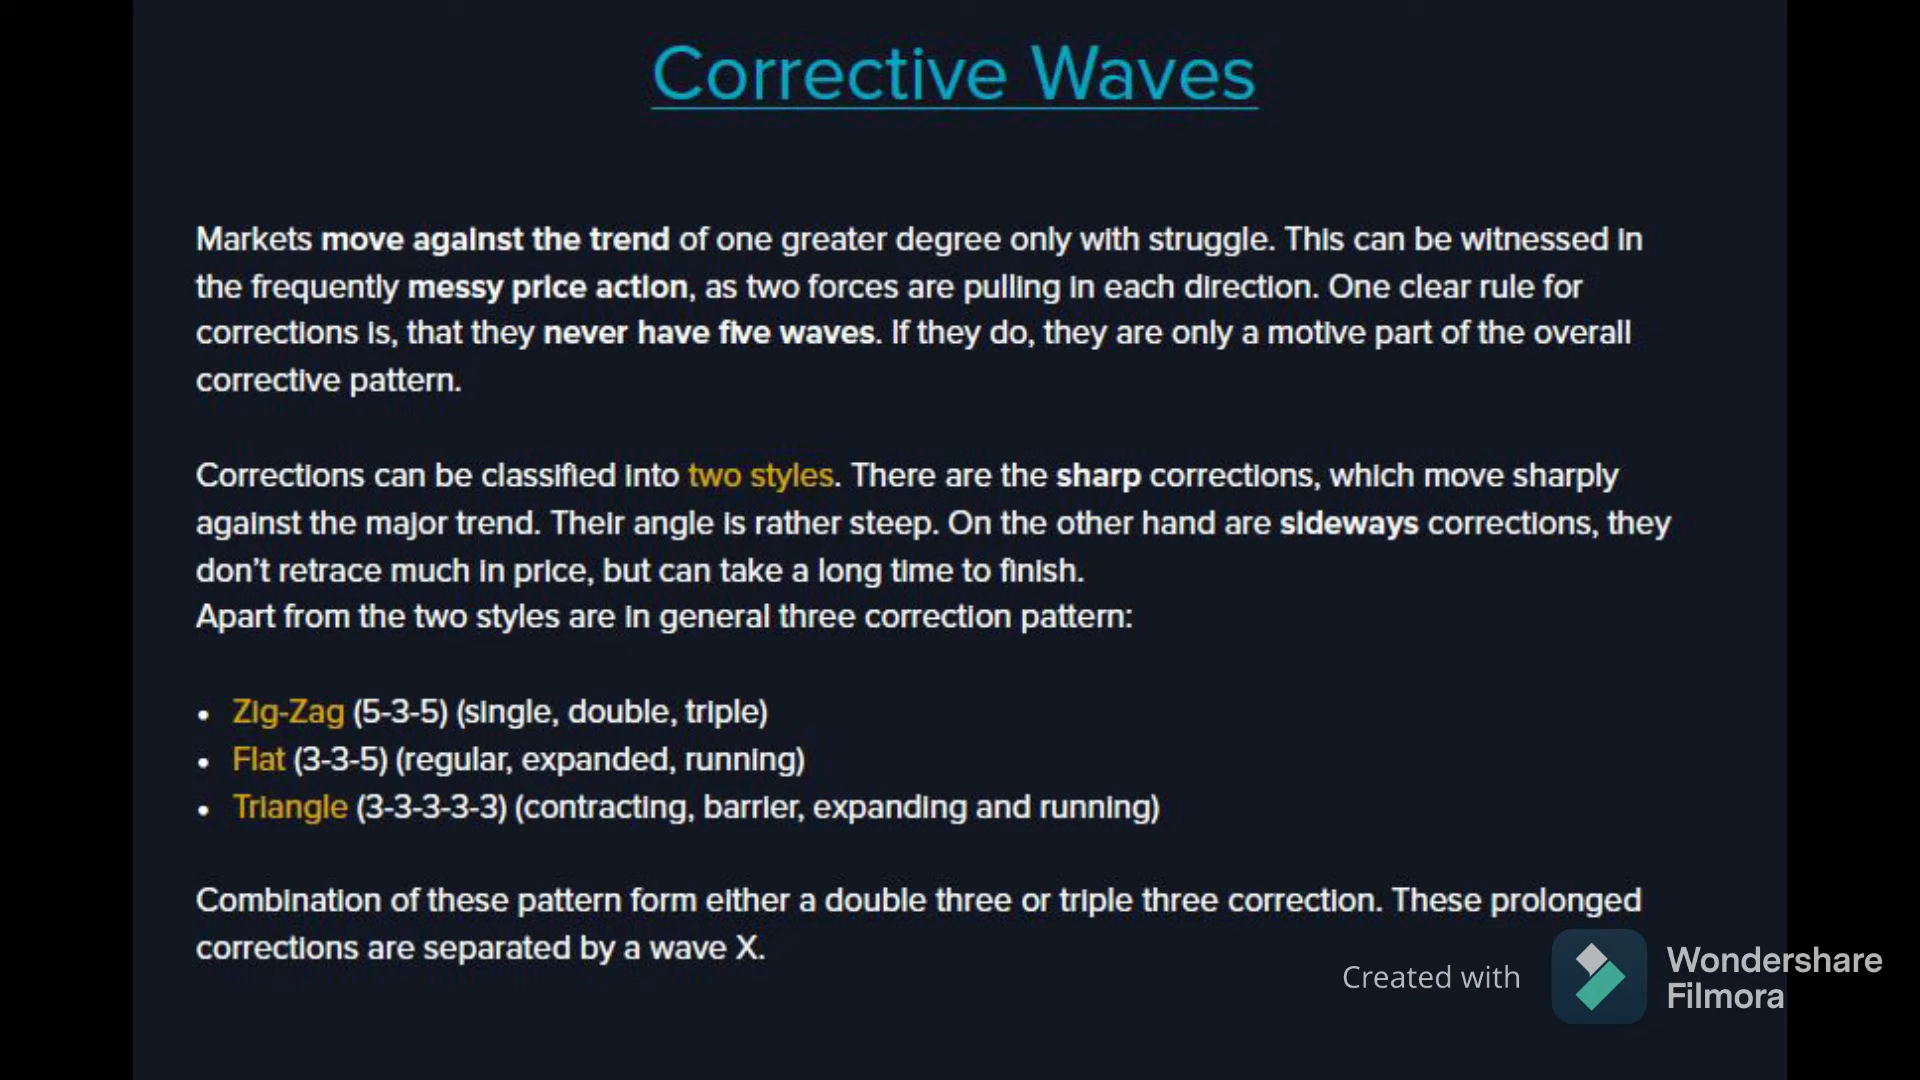 Corrective Waves
Markets move against the trend of one greater degree only with struggle. This can be witnessed in
the frequently messy price action, as two forces are pulling in each direction. One clear rule for
corrections is, that they never have five waves. If they do, they are only a motive part of the overall
corrective pattern.
Corrections can be classified into two styles. There are the sharp corrections, which move sharply
against the major trend. Their angle is rather steep. On the other hand are sideways corrections, they
don’t retrace much in price, but can take a long time to finish.
Apart from the two styles are in general three correction pattern:
• Zig-Zag (5-3-5) (single, double, triple)
• Flat (3-3-5) (regular, expanded, running)
• Triangle (3-3-3-3-3) (contracting, barrier, expanding and running)
Combination of these pattern form either a double three or triple three correction. These prolonged
corrections are separated by a wave X.
Created with
Wondershare
Filmora